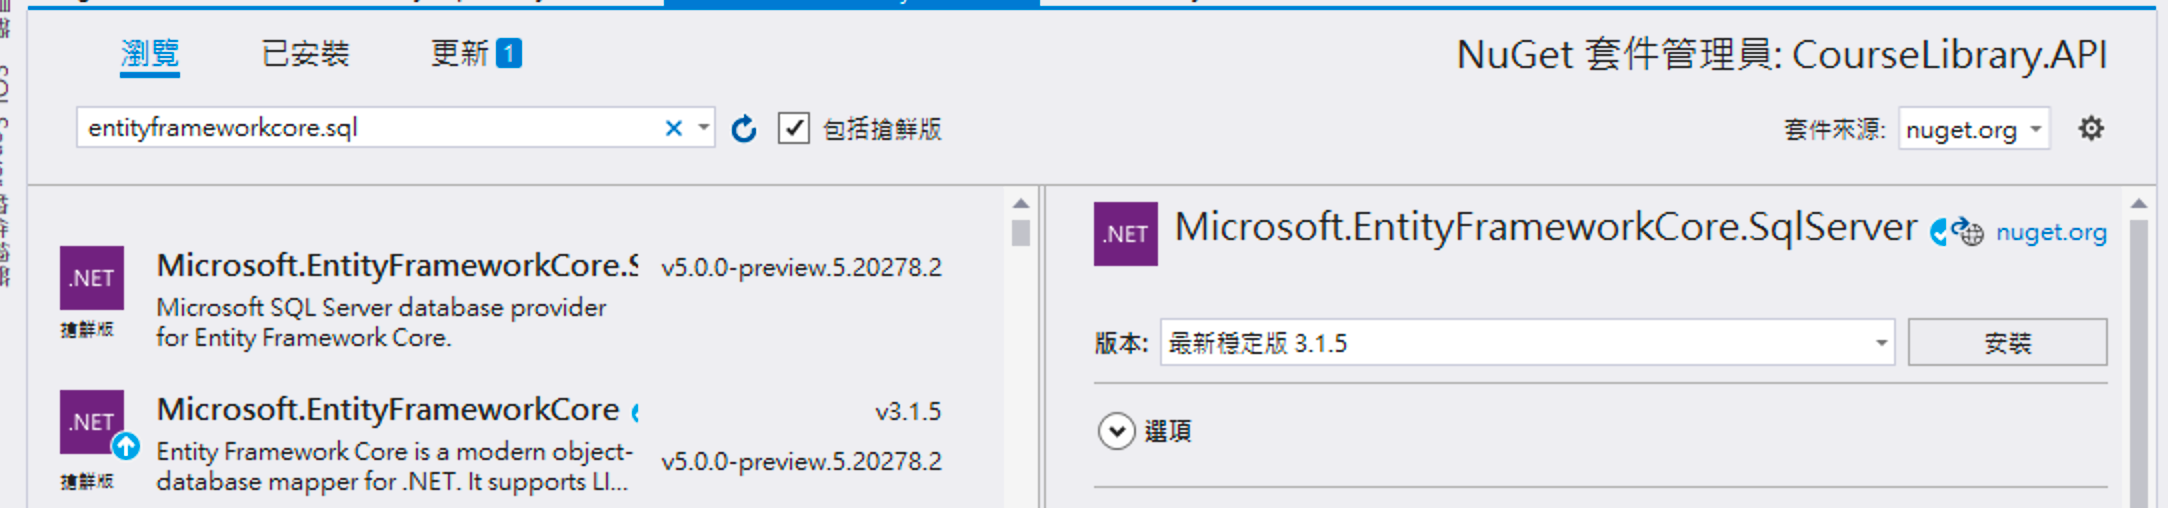 瀏覽 已安裝 更新 1
NuGet 套件管理員: CourseLibrary.API
entityframeworkcore.sql
包括搶鮮版
套件來源: nuget.org
.NET
Microsoft.EntityFrameworkCore.S v5.0.0-preview.5.20278.2
Microsoft SQL Server database provider
for Entity Framework Core.
搶鮮版
.NET
Microsoft.EntityFrameworkCore v3.1.5
Entity Framework Core is a modern object-
database mapper for .NET. It supports LI...
v5.0.0-preview.5.20278.2
搶鮮版
.NET
Microsoft.EntityFrameworkCore.SqlServer nuget.org
版本: 最新穩定版 3.1.5 安裝
選項